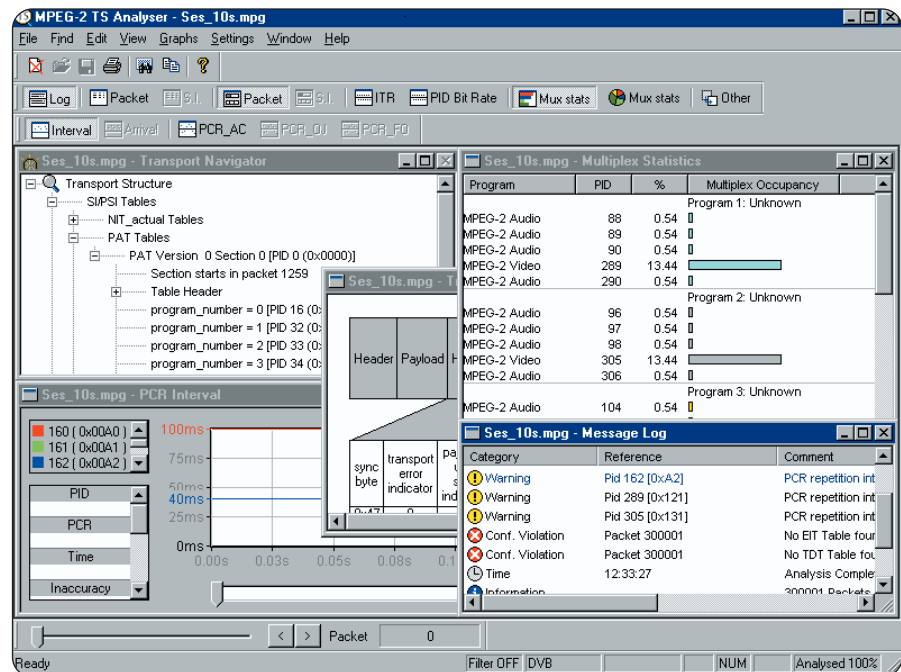 MPEG-2 TS Analyser - Ses_10s.mpg
File Find Edit View Graphs Settings Window Help
Log Packet S.I. Packet S.I. ITR PID Bit Rate Mux stats Mux stats Other
Interval Arrival PCR_AC PCR_OJ PCR_FO
Ses_10s.mpg - Transport Navigator
Transport Structure
SI/PSI Tables
NIT_actual Tables
PAT Tables
PAT Version 0 Section 0 [PID 0 (0x0000)]
Section starts in packet 1259
Table Header
program_number = 0 [PID 16 (0x
program_number = 1 [PID 32 (0x
program_number = 2 [PID 33 (0x
program_number = 3 [PID 34 (0x
Ses_10s.mpg - Multiplex Statistics
Program PID % Multiplex Occupancy
Program 1: Unknown
MPEG-2 Audio 88 0.54
MPEG-2 Audio 89 0.54
MPEG-2 Audio 90 0.54
MPEG-2 Video 289 13.44
MPEG-2 Audio 290 0.54
Program 2: Unknown
MPEG-2 Audio 96 0.54
MPEG-2 Audio 97 0.54
MPEG-2 Audio 98 0.54
MPEG-2 Video 305 13.44
MPEG-2 Audio 306 0.54
Program 3: Unknown
MPEG-2 Audio 104 0.54
Ses_10s.mpg - T
Header Payload H
sync byte
transport error indicator
pa
u
s
ind
0x47 0
Ses_10s.mpg - PCR Interval
160 ( 0x00A0 )
161 ( 0x00A1 )
162 ( 0x00A2 )
PID
PCR
Time
Inaccuracy
100ms
75ms
50ms
40ms
25ms
0ms
0.00s 0.03s 0.05s 0.08s 0.1
Ses_10s.mpg - Message Log
Category Reference Comment
Warning Pid 162 [0xA2] PCR repetition int
Warning Pid 289 [0x121] PCR repetition int
Warning Pid 305 [0x131] PCR repetition int
Conf. Violation Packet 300001 No EIT Table four
Conf. Violation Packet 300001 No TDT Table fou
Time 12:33:27 Analysis Comple
Information 300001 Packets
< > Packet 0
Ready Filter OFF DVB NUM Analysed 100%